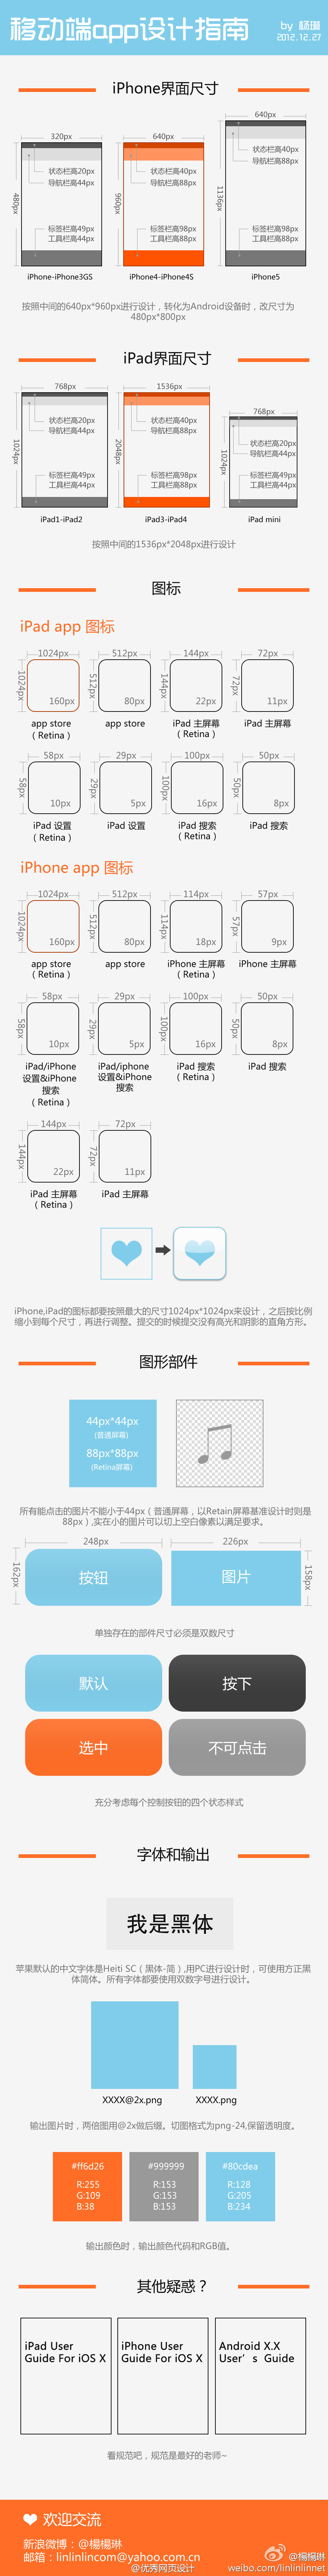 移动端app设计指南
by 杨琳
2012.12.27
iPhone界面尺寸
320px
640px
640px
480px
960px
1136px
状态栏高20px
导航栏高44px
标签栏高49px
工具栏高44px
状态栏高40px
导航栏高88px
标签栏高98px
工具栏高88px
状态栏高40px
导航栏高88px
标签栏高98px
工具栏高88px
iPhone-iPhone3GS
iPhone4-iPhone4S
iPhone5
按照中间的640px*960px进行设计，转化为Android设备时，改尺寸为
480px*800px
iPad界面尺寸
768px
1536px
768px
1024px
2048px
1024px
状态栏高20px
导航栏高44px
标签栏高49px
工具栏高44px
状态栏高40px
导航栏高88px
标签栏高98px
工具栏高88px
状态栏高20px
导航栏高44px
标签栏高49px
工具栏高44px
iPad1-iPad2
iPad3-iPad4
iPad mini
按照中间的1536px*2048px进行设计
图标
iPad app 图标
1024px
512px
144px
72px
1024px
512px
144px
72px
160px
80px
22px
11px
app store
（Retina）
app store
iPad 主屏幕
（Retina）
iPad 主屏幕
58px
29px
100px
50px
58px
29px
100px
50px
10px
5px
16px
8px
iPad 设置
（Retina）
iPad 设置
iPad 搜索
（Retina）
iPad 搜索
iPhone app 图标
1024px
512px
114px
57px
1024px
512px
114px
57px
160px
80px
18px
9px
app store
（Retina）
app store
iPhone 主屏幕
（Retina）
iPhone 主屏幕
58px
29px
100px
50px
58px
29px
100px
50px
10px
5px
16px
8px
iPad/iPhone
设置&iPhone
搜索
（Retina）
iPad/iphone
设置&iPhone
搜索
iPad 搜索
（Retina）
iPad 搜索
144px
72px
144px
72px
22px
11px
iPad 主屏幕
（Retina）
iPad 主屏幕
iPhone,iPad的图标都要按照最大的尺寸1024px*1024px来设计，之后按比例
缩小到每个尺寸，再进行调整。提交的时候提交没有高光和阴影的直角方形。
图形部件
44px*44px
(普通屏幕)
88px*88px
(Retina屏幕)
所有能点击的图片不能小于44px（普通屏幕，以Retain屏幕基准设计时则是
88px）,实在小的图片可以切上空白像素以满足要求。
248px
226px
162px
158px
按钮
图片
单独存在的部件尺寸必须是双数尺寸
默认
按下
选中
不可点击
充分考虑每个控制按钮的四个状态样式
字体和输出
我是黑体
苹果默认的中文字体是Heiti SC（黑体-简）,用PC进行设计时，可使用方正黑
体简体。所有字体都要使用双数字号进行设计。
XXXX@2x.png
XXXX.png
输出图片时，两倍图用@2x做后缀。切图格式为png-24,保留透明度。
#ff6d26
R:255
G:109
B:38
#999999
R:153
G:153
B:153
#80cdea
R:128
G:205
B:234
输出颜色时，输出颜色代码和RGB值。
其他疑惑？
iPad User
Guide For iOS X
iPhone User
Guide For iOS X
Android X.X
User’s Guide
看规范吧，规范是最好的老师~
欢迎交流
新浪微博：@楊楊琳
邮箱：linlinlincom@yahoo.com.cn
@优秀网页设计
@楊楊琳
weibo.com/linlinlinnet